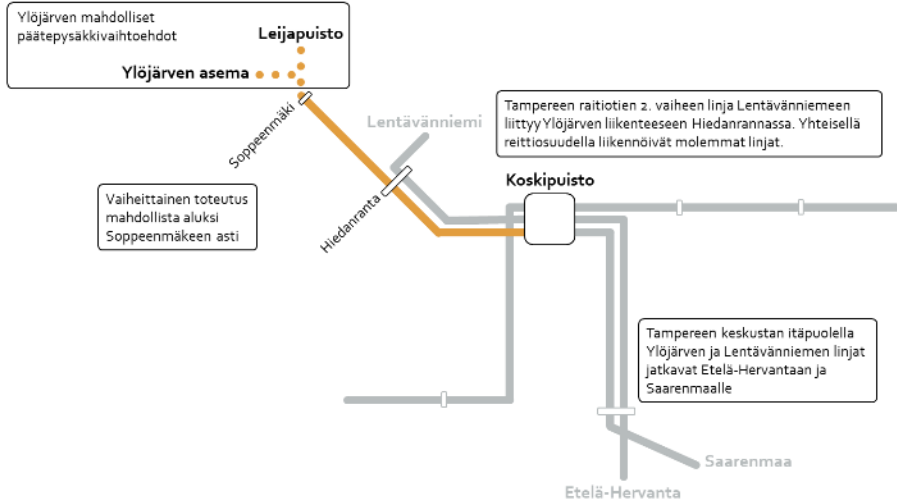 Ylöjärven mahdolliset
päätepysäkkivaihtoehdot
Leijapuisto
Ylöjärven asema
Soppeenmäki
Lentävänniemi
Tampereen raitiotien 2. vaiheen linja Lentävänniemeen
liittyy Ylöjärven liikenteeseen Hiedanrannassa. Yhteisellä
reittiosuudella liikennöivät molemmat linjat.
Koskipuisto
Vaiheittainen toteutus
mahdollista aluksi
Soppeenmäkeen asti
Hiedanranta
Tampereen keskustan itäpuolella
Ylöjärven ja Lentävänniemen linjat
jatkavat Etelä-Hervantaan ja
Saarenmaalle
Saarenmaa
Etelä-Hervanta